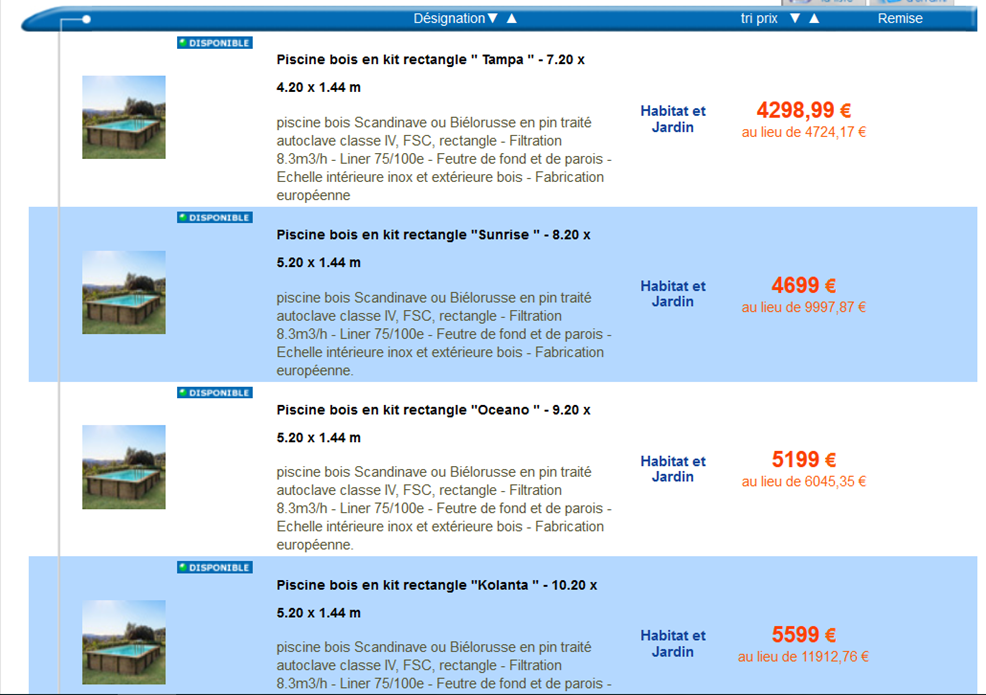 Désignation▼ ▲ tri prix ▼ ▲ Remise
DISPONIBLE
Piscine bois en kit rectangle " Tampa " - 7.20 x
4.20 x 1.44 m
piscine bois Scandinave ou Biélorusse en pin traité
autoclave classe IV, FSC, rectangle - Filtration
8.3m3/h - Liner 75/100e - Feutre de fond et de parois -
Echelle intérieure inox et extérieure bois - Fabrication
européenne
Habitat et
Jardin
4298,99 €
au lieu de 4724,17 €
DISPONIBLE
Piscine bois en kit rectangle "Sunrise " - 8.20 x
5.20 x 1.44 m
piscine bois Scandinave ou Biélorusse en pin traité
autoclave classe IV, FSC, rectangle - Filtration
8.3m3/h - Liner 75/100e - Feutre de fond et de parois -
Echelle intérieure inox et extérieure bois - Fabrication
européenne.
Habitat et
Jardin
4699 €
au lieu de 9997,87 €
DISPONIBLE
Piscine bois en kit rectangle "Oceano " - 9.20 x
5.20 x 1.44 m
piscine bois Scandinave ou Biélorusse en pin traité
autoclave classe IV, FSC, rectangle - Filtration
8.3m3/h - Liner 75/100e - Feutre de fond et de parois -
Echelle intérieure inox et extérieure bois - Fabrication
européenne.
Habitat et
Jardin
5199 €
au lieu de 6045,35 €
DISPONIBLE
Piscine bois en kit rectangle "Kolanta " - 10.20 x
5.20 x 1.44 m
piscine bois Scandinave ou Biélorusse en pin traité
autoclave classe IV, FSC, rectangle - Filtration
8.3m3/h - Liner 75/100e - Feutre de fond et de parois -
Habitat et
Jardin
5599 €
au lieu de 11912,76 €